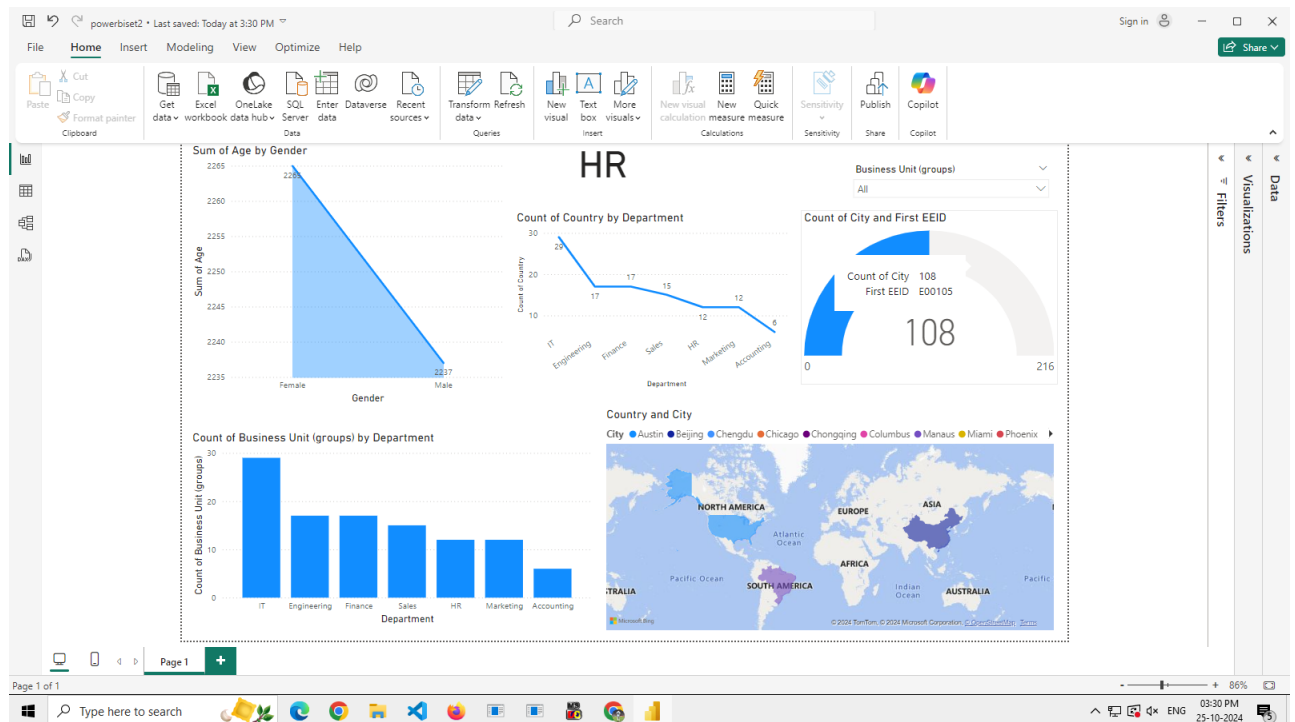 powerbiset2 • Last saved: Today at 3:30 PM
Search
Sign in
File Home Insert Modeling View Optimize Help
Share
Paste
Cut
Copy
Format painter
Clipboard
Get data
Excel workbook
OneLake data hub
SQL Server
Enter data
Dataverse
Recent sources
Data
Transform data
Refresh
Queries
New visual
Text box
More visuals
Insert
New visual calculation
New measure
Quick measure
Calculations
Sensitivity
Sensitivity
Publish
Share
Copilot
Copilot
Sum of Age by Gender
2265
2260
2255
2250
2245
2240
2235
Sum of Age
2265
2237
Female Male
Gender
HR
Business Unit (groups)
All
Count of Country by Department
30
20
10
Count of Country
29
17
17
15
12
12
6
IT Engineering Finance Sales HR Marketing Accounting
Department
Count of City and First EEID
Count of City 108
First EEID E00105
108
0 216
Filters
Visualizations
Data
Count of Business Unit (groups) by Department
30
20
10
0
Count of Business Unit (groups)
IT Engineering Finance Sales HR Marketing Accounting
Department
Country and City
City Austin Beijing Chengdu Chicago Chongqing Columbus Manaus Miami Phoenix
NORTH AMERICA
EUROPE
ASIA
Atlantic Ocean
AFRICA
Pacific Ocean
SOUTH AMERICA
Indian Ocean
AUSTRALIA
TRALIA
Pacific
Microsoft Bing
© 2024 TomTom, © 2024 Microsoft Corporation, © OpenStreetMap Terms
Page 1
Page 1 of 1
- + 86%
Type here to search
ENG
03:30 PM
25-10-2024